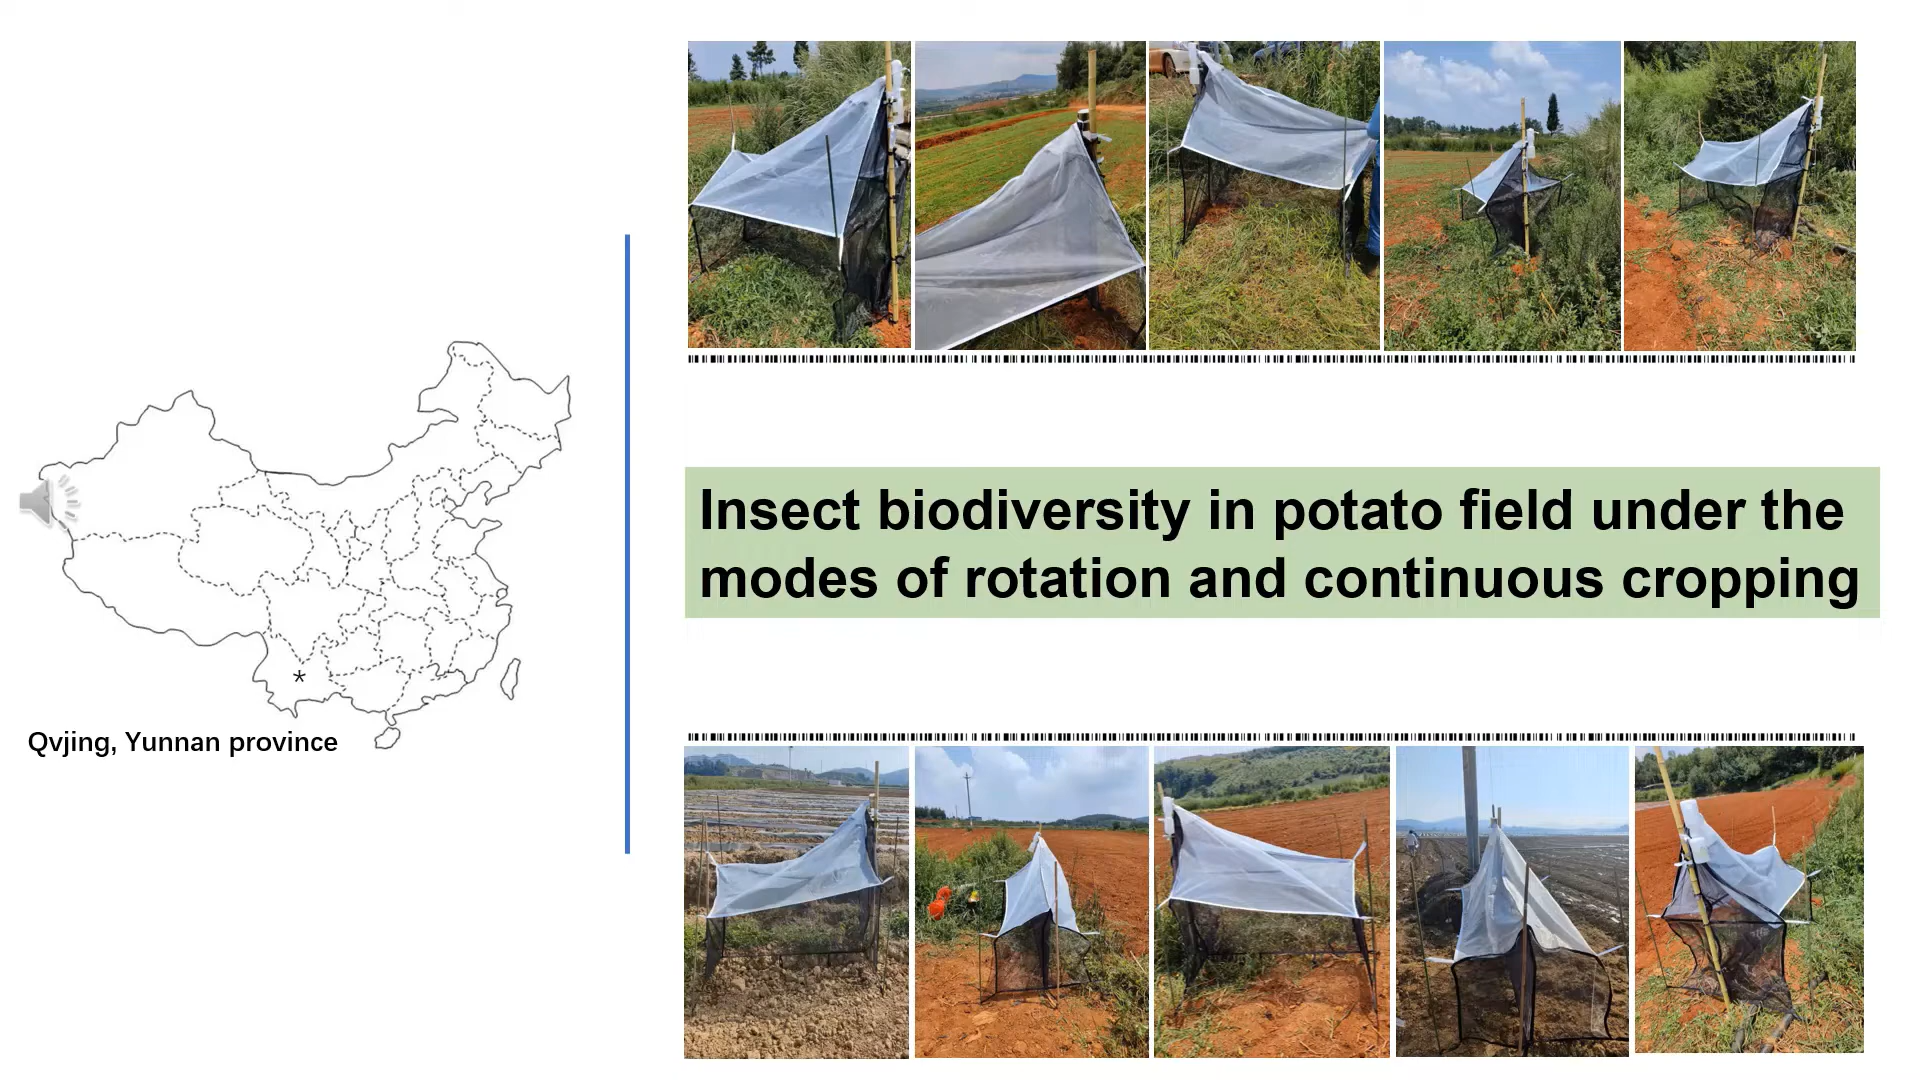 Insect biodiversity in potato field under the
modes of rotation and continuous cropping
*
Qvjing, Yunnan province